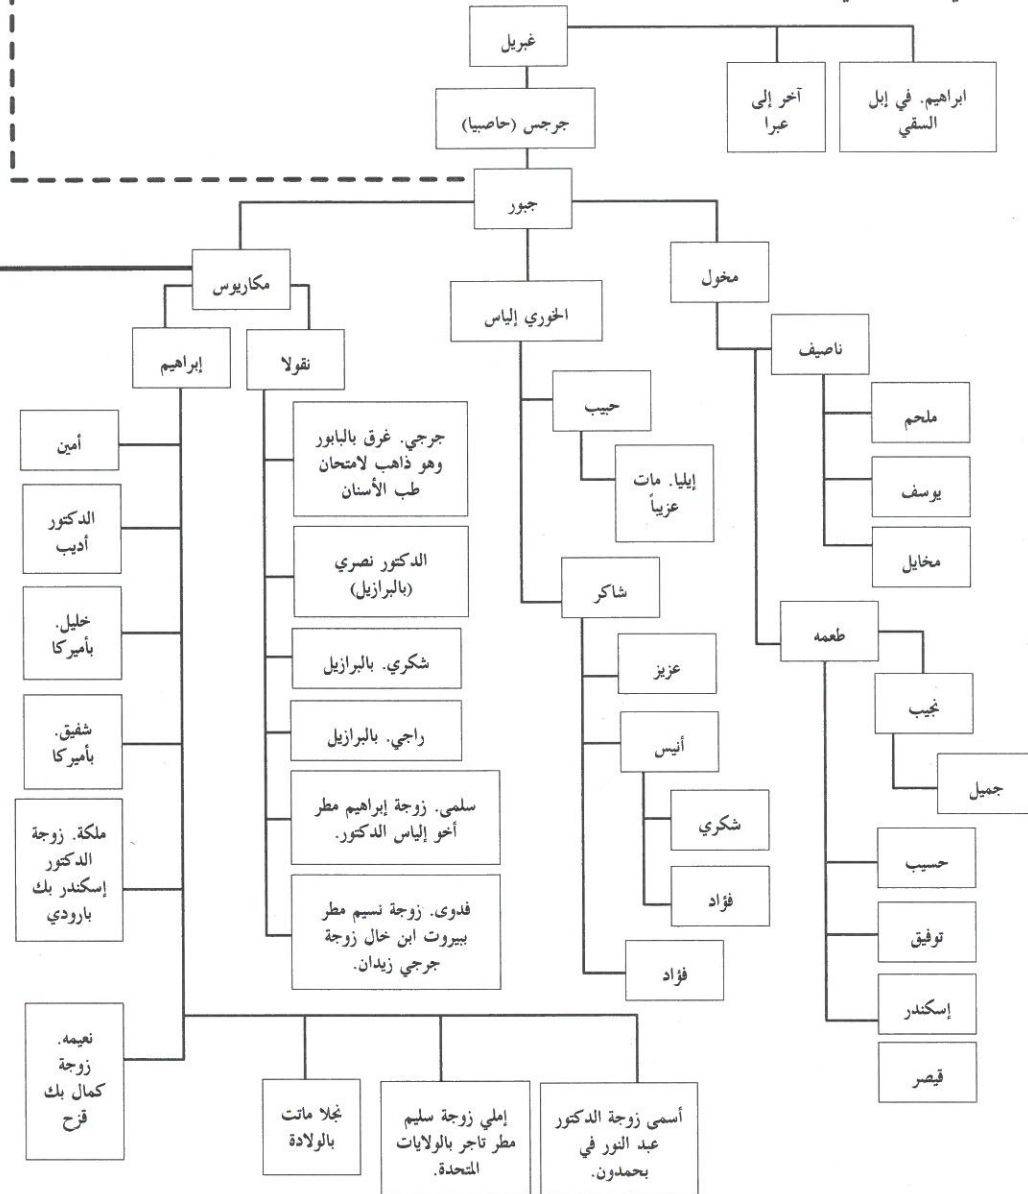 غبريل
ابراهيم. في إبل
السقي
آخر إلى
عبرا
جرجس (حاصبيا)
جبور
مخول
الخوري إلياس
مكاريوس
ناصيف
ملحم
يوسف
مخايل
طعمه
نجيب
جميل
حسيب
توفيق
إسكندر
قيصر
حبيب
إيليا. مات
عزيباً
شاكر
عزيز
أنيس
شكري
فؤاد
فؤاد
نقولا
جرجي. غرق بالبابور
وهو ذاهب لامتحان
طب الأسنان
الدكتور نصري
(بالبرازيل)
شكري. بالبرازيل
راجي. بالبرازيل
سلمى. زوجة إبراهيم مطر
أخو إلياس الدكتور.
فدوى. زوجة نسيم مطر
ببيروت ابن خال زوجة
جرجي زيدان.
إبراهيم
أمين
الدكتور
أديب
خليل.
بأميركا
شفيق.
بأميركا
ملكة. زوجة
الدكتور
إسكندر بك
بارودي
نعيمه.
زوجة
كمال بك
قزح
أسمى زوجة الدكتور
عبد النور في
بحمدون.
إملي زوجة سليم
مطر تاجر بالولايات
المتحدة.
نجلا ماتت
بالولادة